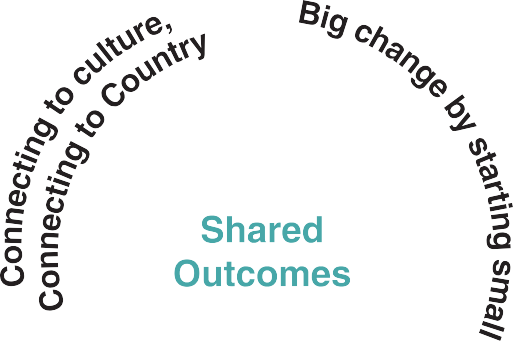 Connecting to culture,
Connecting to Country
Big change by starting small
Shared
Outcomes